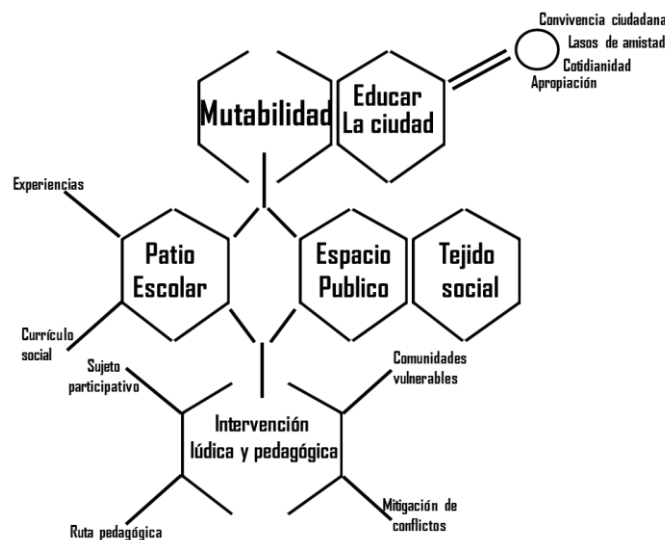 Convivencia ciudadana
Lasos de amistad
Cotidianidad
Apropiación
Mutabilidad
Educar
La ciudad
Experiencias
Patio
Escolar
Espacio
Publico
Tejido
social
Currículo
social
Sujeto
participativo
Comunidades
vulnerables
Intervención
lúdica y pedagógica
Ruta pedagógica
Mitigación de
conflictos